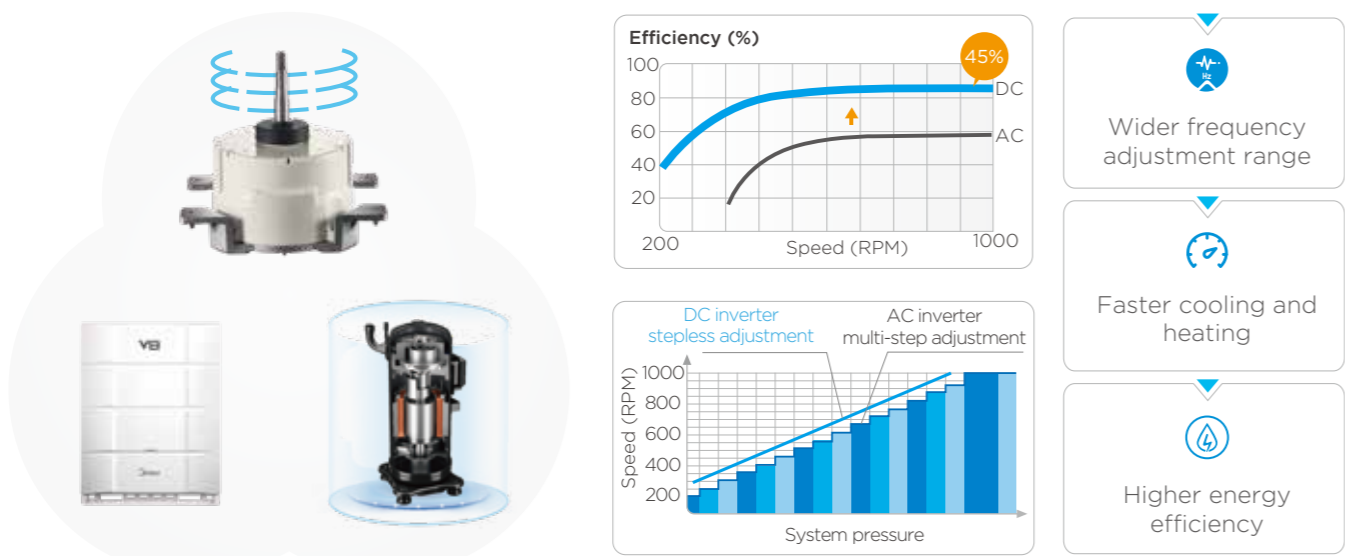 V8
Midea
Efficiency (%)
100
80
60
40
20
200
Speed (RPM)
1000
45%
DC
AC
DC inverter
stepless adjustment
AC inverter
multi-step adjustment
Speed (RPM)
1000
800
600
400
200
System pressure
Hz
Wider frequency
adjustment range
Faster cooling and
heating
Higher energy
efficiency